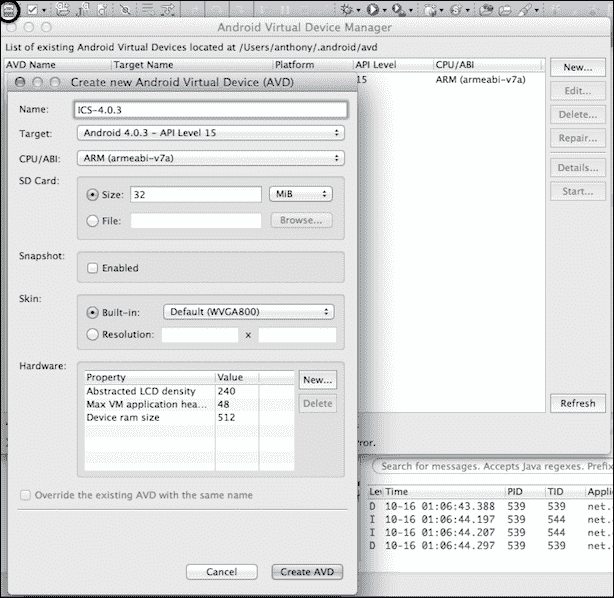 Android Virtual Device Manager
List of existing Android Virtual Devices located at /Users/anthony/.android/avd
AVD Name Target Name Platform API Level CPU/ABI
15 ARM (armeabi-v7a)
New...
Edit...
Delete...
Repair...
Details...
Start...
Refresh
Create new Android Virtual Device (AVD)
Name: ICS-4.0.3
Target: Android 4.0.3 - API Level 15
CPU/ABI: ARM (armeabi-v7a)
SD Card:
Size: 32 MiB
File: Browse...
Snapshot:
Enabled
Skin:
Built-in: Default (WVGA800)
Resolution: x
Hardware:
Property Value
New...
Abstracted LCD density 240
Max VM application hea... 48
Delete
Device ram size 512
Override the existing AVD with the same name
Cancel Create AVD
ror.
Search for messages. Accepts Java regexes. Prefix
Le Time PID TID Applic
D 10-16 01:06:43.388 539 539 net.
I 10-16 01:06:44.197 539 544 net.
I 10-16 01:06:44.207 539 544 net.
D 10-16 01:06:44.297 539 539 net.